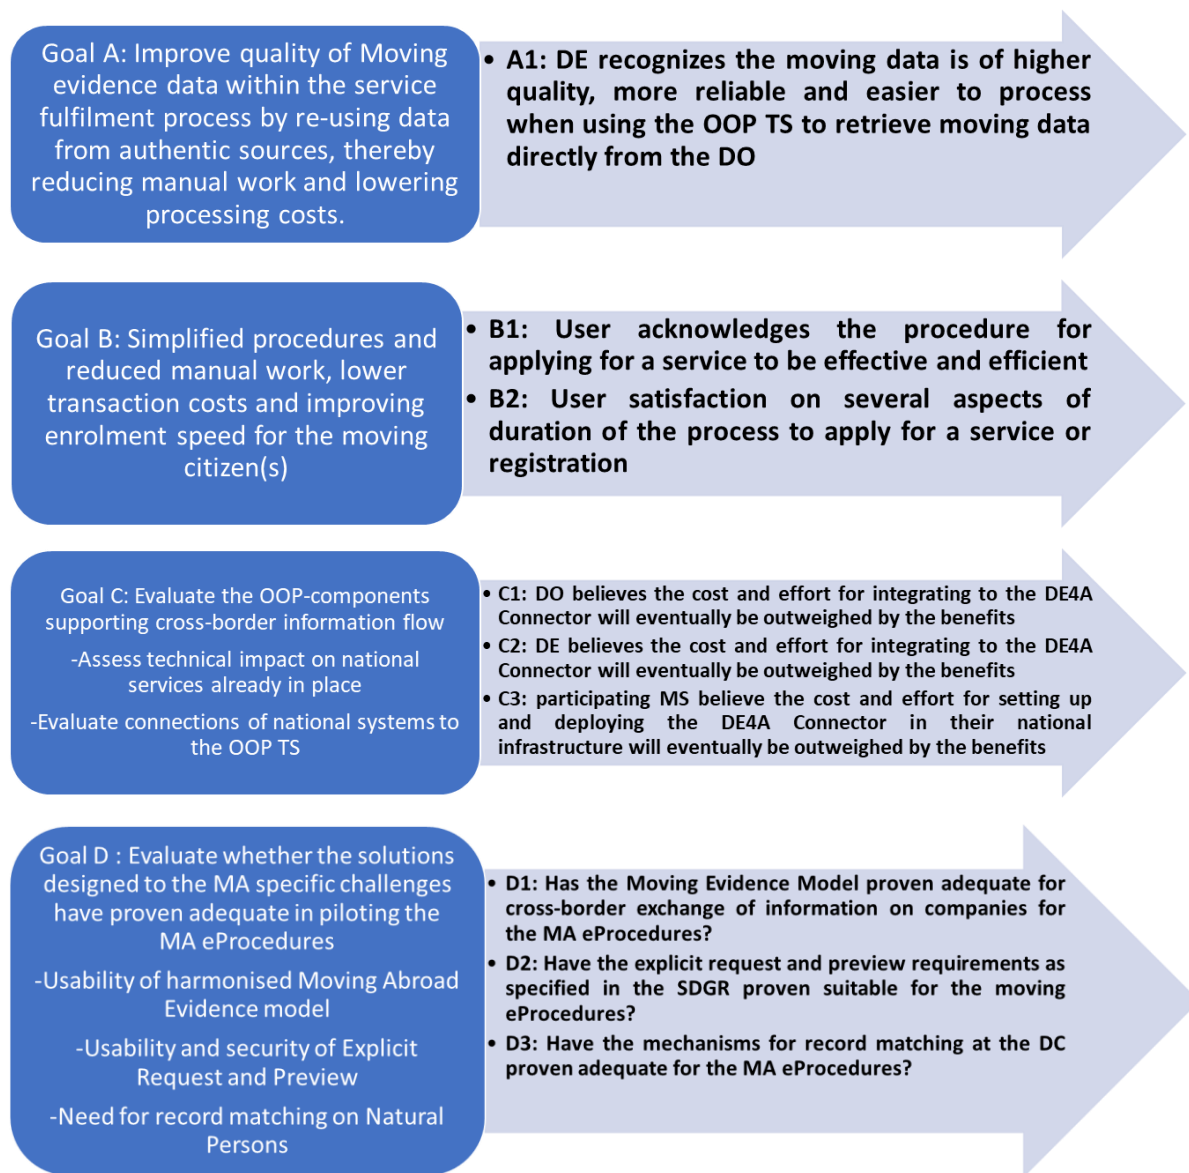 Goal A: Improve quality of Moving
evidence data within the service
fulfilment process by re-using data
from authentic sources, thereby
reducing manual work and lowering
processing costs.
• A1: DE recognizes the moving data is of higher
quality, more reliable and easier to process
when using the OOP TS to retrieve moving data
directly from the DO
Goal B: Simplified procedures and
reduced manual work, lower
transaction costs and improving
enrolment speed for the moving
citizen(s)
• B1: User acknowledges the procedure for
applying for a service to be effective and efficient
• B2: User satisfaction on several aspects of
duration of the process to apply for a service or
registration
Goal C: Evaluate the OOP-components
supporting cross-border information flow
-Assess technical impact on national
services already in place
-Evaluate connections of national systems to
the OOP TS
• C1: DO believes the cost and effort for integrating to the DE4A
Connector will eventually be outweighed by the benefits
• C2: DE believes the cost and effort for integrating to the DE4A
Connector will eventually be outweighed by the benefits
• C3: participating MS believe the cost and effort for setting up
and deploying the DE4A Connector in their national
infrastructure will eventually be outweighed by the benefits
Goal D : Evaluate whether the solutions
designed to the MA specific challenges
have proven adequate in piloting the
MA eProcedures
-Usability of harmonised Moving Abroad
Evidence model
-Usability and security of Explicit
Request and Preview
-Need for record matching on Natural
Persons
• D1: Has the Moving Evidence Model proven adequate for
cross-border exchange of information on companies for
the MA eProcedures?
• D2: Have the explicit request and preview requirements as
specified in the SDGR proven suitable for the moving
eProcedures?
• D3: Have the mechanisms for record matching at the DC
proven adequate for the MA eProcedures?